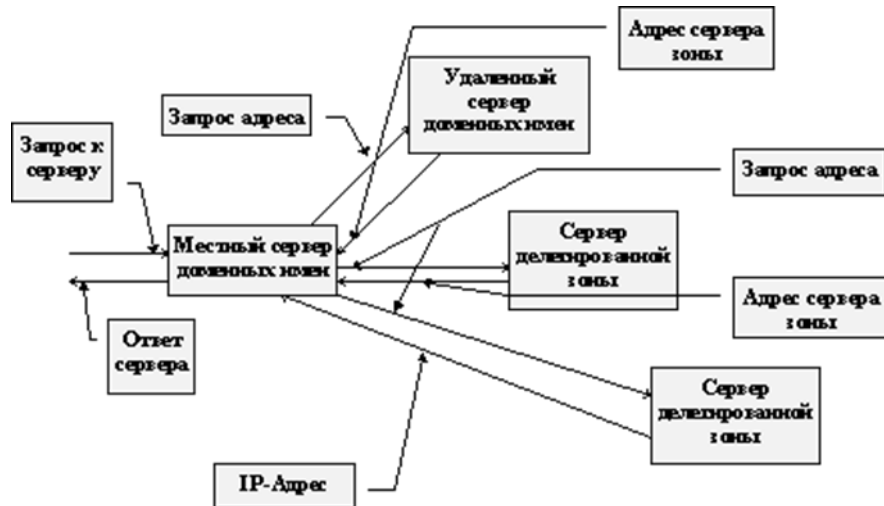 Адрес сервера
зоны
Удаленный
сервер
доменных имен
Запрос адреса
Запрос к
серверу
Запрос адреса
Местный сервер
доменных имен
Сервер
делегированной
зоны
Адрес сервера
зоны
Ответ
сервера
Сервер
делегированной
зоны
IP-Адрес